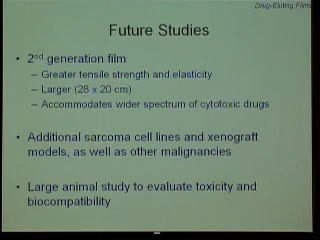 Drug-Eluting Films
Future Studies
• 2nd generation film
– Greater tensile strength and elasticity
– Larger (28 x 20 cm)
– Accommodates wider spectrum of cytotoxic drugs
• Additional sarcoma cell lines and xenograft
models, as well as other malignancies
• Large animal study to evaluate toxicity and
biocompatibility